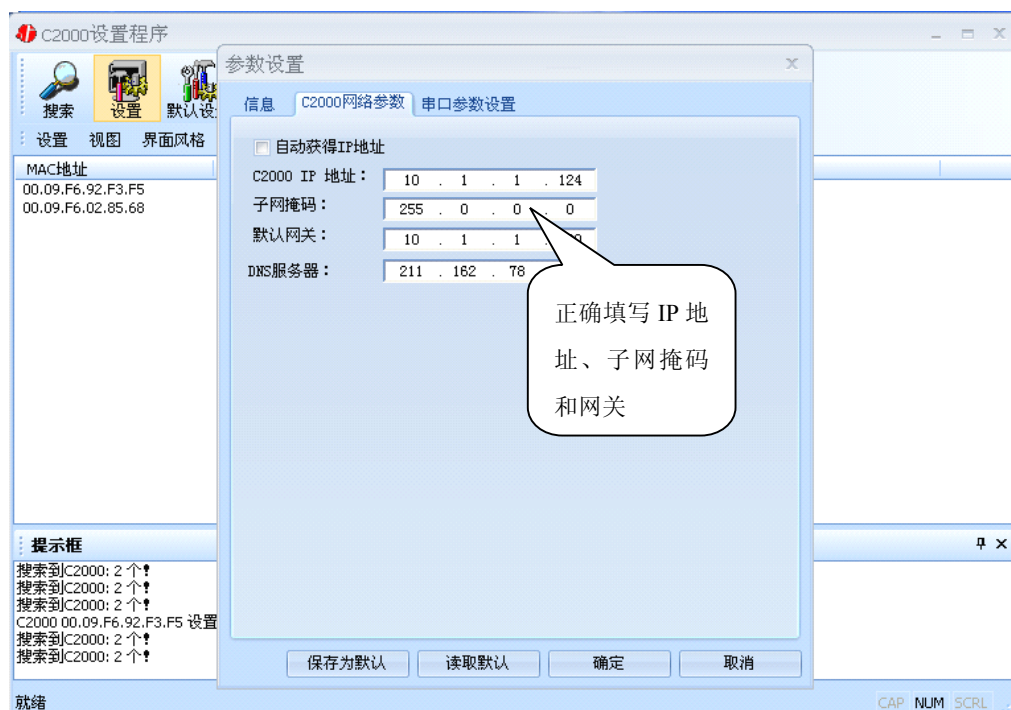 C2000设置程序
搜索
设置
默认设
设置 视图 界面风格
MAC地址
00.09.F6.92.F3.F5
00.09.F6.02.85.68
参数设置
信息 C2000网络参数 串口参数设置
自动获得IP地址
C2000 IP 地址： 10 . 1 . 1 . 124
子网掩码： 255 . 0 . 0 . 0
默认网关： 10 . 1 . 1 .
DNS服务器： 211 . 162 . 78
正确填写 IP 地
址、子网掩码
和网关
提示框
搜索到C2000: 2 个!
搜索到C2000: 2 个!
搜索到C2000: 2 个!
C2000 00.09.F6.92.F3.F5 设置
搜索到C2000: 2 个!
搜索到C2000: 2 个!
保存为默认 读取默认 确定 取消
就绪 CAP NUM SCRL